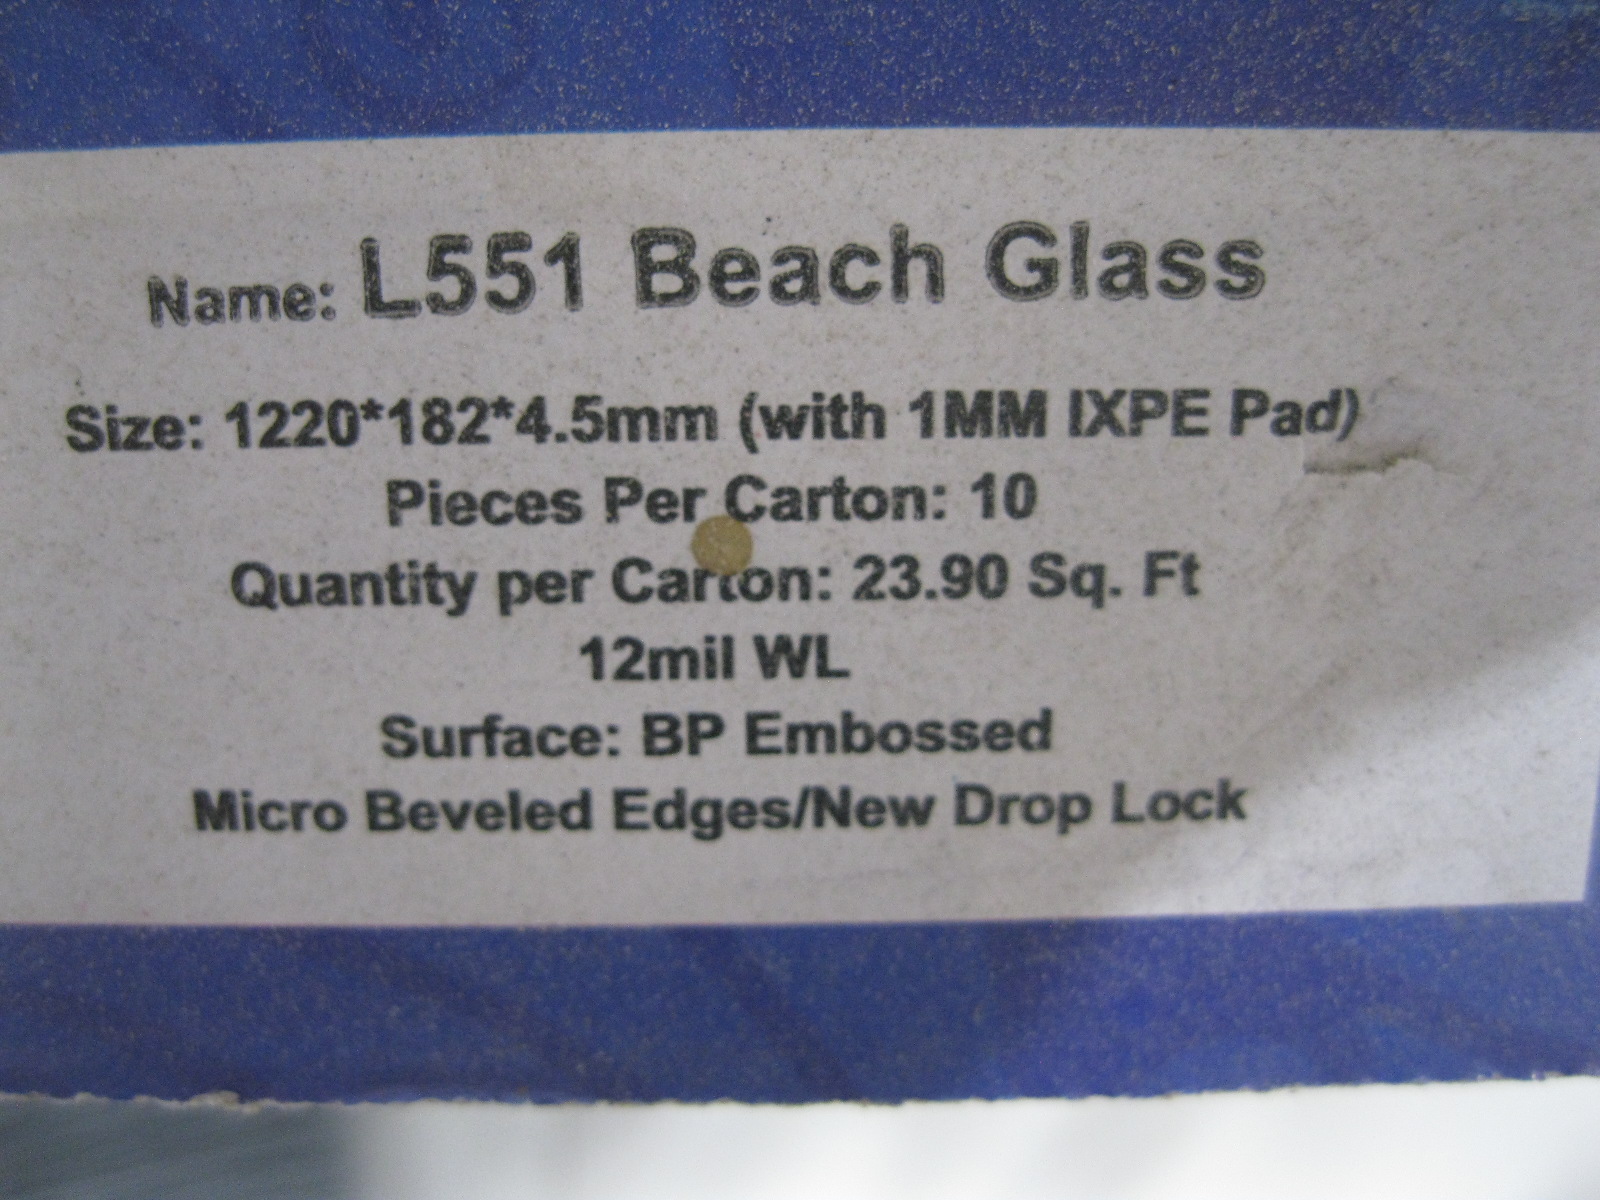 Name: L551 Beach Glass
Size: 1220*182*4.5mm (with 1MM IXPE Pad)
Pieces Per Carton: 10
Quantity per Carton: 23.90 Sq. Ft
12mil WL
Surface: BP Embossed
Micro Beveled Edges/New Drop Lock